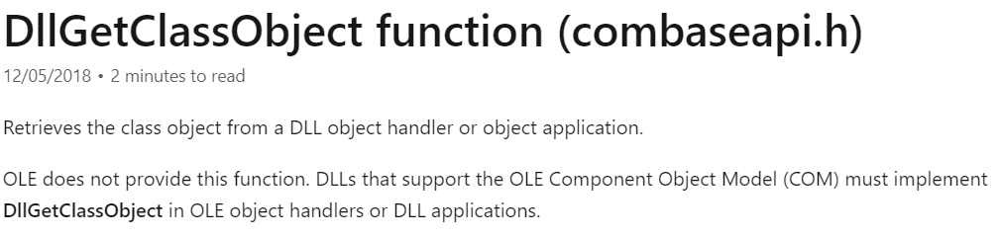 DllGetClassObject function (combaseapi.h)
12/05/2018 • 2 minutes to read
Retrieves the class object from a DLL object handler or object application.
OLE does not provide this function. DLLs that support the OLE Component Object Model (COM) must implement
DllGetClassObject in OLE object handlers or DLL applications.